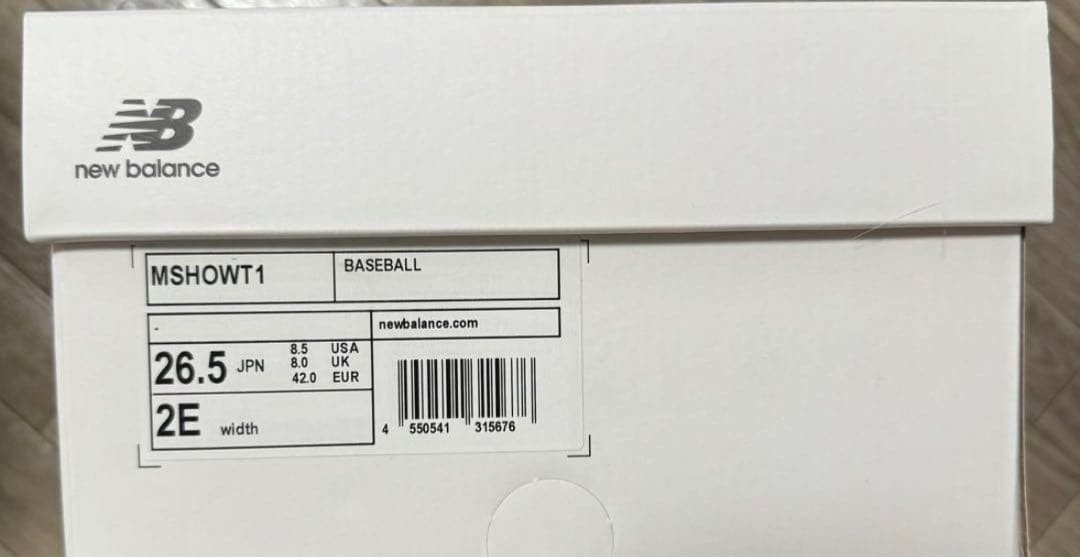 NB
new balance
MSHOWT1
BASEBALL
-
newbalance.com
26.5 JPN
8.5 USA
8.0 UK
42.0 EUR
2E width
4 550541 315676